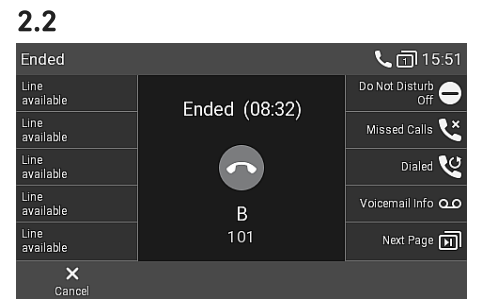 2.2
Ended
1
15:51
Line
available
Line
available
Line
available
Line
available
Line
available
Ended (08:32)
B
101
Do Not Disturb
Off
Missed Calls
Dialed
Voicemail Info
Next Page
Cancel